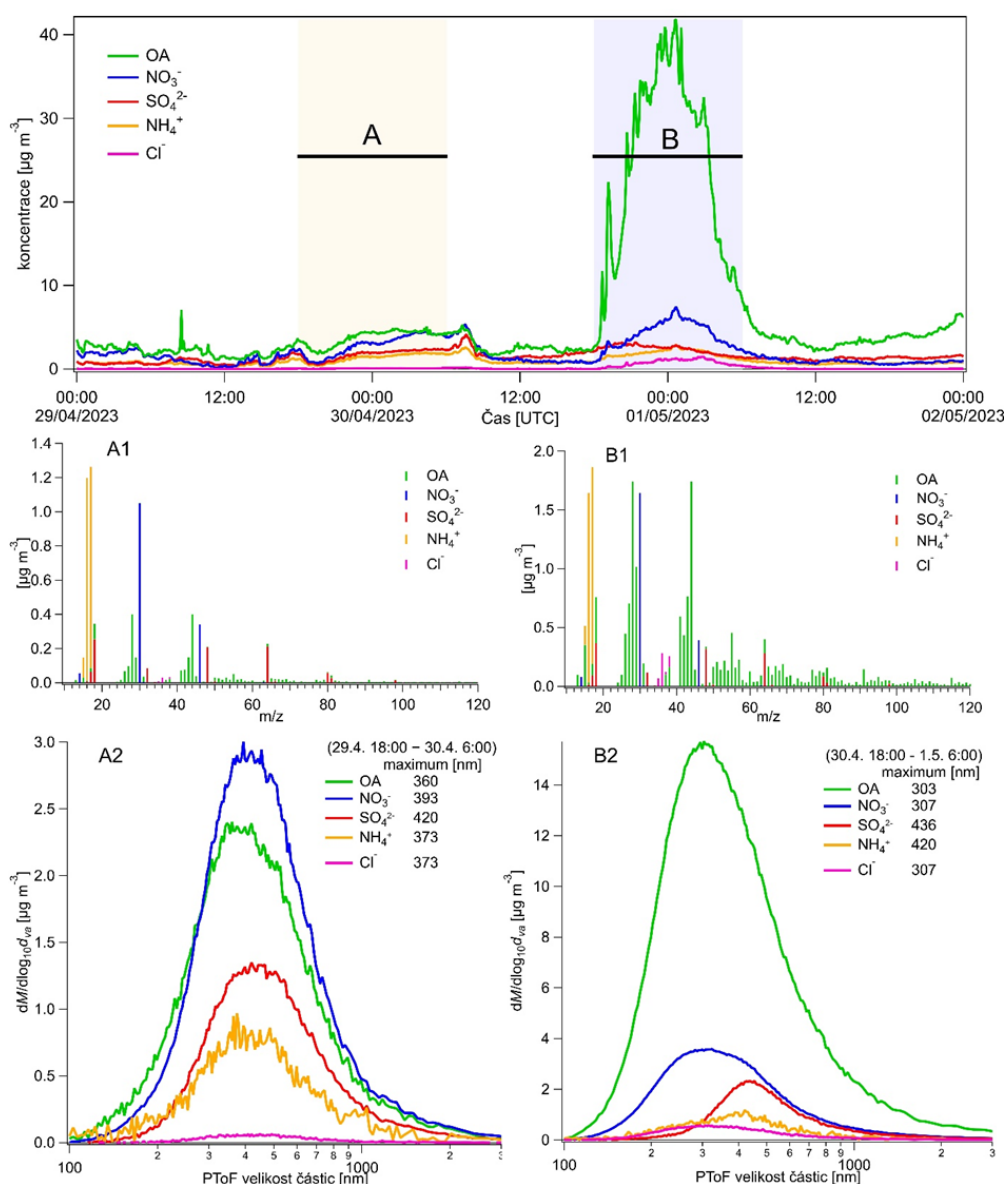 40
30
20
10
0
koncentrace [µg m⁻³]
OA
NO₃⁻
SO₄²⁻
NH₄⁺
Cl⁻
A
B
00:00 12:00 00:00 12:00 00:00 12:00 00:00
29/04/2023 30/04/2023 Čas [UTC] 01/05/2023 02/05/2023
A1
1.4
1.2
1.0
0.8
0.6
0.4
0.2
0.0
[µg m⁻³]
OA
NO₃⁻
SO₄²⁻
NH₄⁺
Cl⁻
20 40 60 80 100 120
m/z
B1
2.0
1.5
1.0
0.5
0.0
[µg m⁻³]
OA
NO₃⁻
SO₄²⁻
NH₄⁺
Cl⁻
20 40 60 80 100 120
m/z
A2
(29.4. 18:00 – 30.4. 6:00)
maximum [nm]
OA 360
NO₃⁻ 393
SO₄²⁻ 420
NH₄⁺ 373
Cl⁻ 373
3.0
2.5
2.0
1.5
1.0
0.5
0.0
dM/dlog₁₀dva [µg m⁻³]
100 2 3 4 5 6 7 8 9 1000 2 3
PToF velikost částic [nm]
B2
(30.4. 18:00 - 1.5. 6:00)
maximum [nm]
OA 303
NO₃⁻ 307
SO₄²⁻ 436
NH₄⁺ 420
Cl⁻ 307
14
12
10
8
6
4
2
0
dM/dlog₁₀dva [µg m⁻³]
100 2 3 4 5 6 7 8 9 1000 2 3
PToF velikost částic [nm]